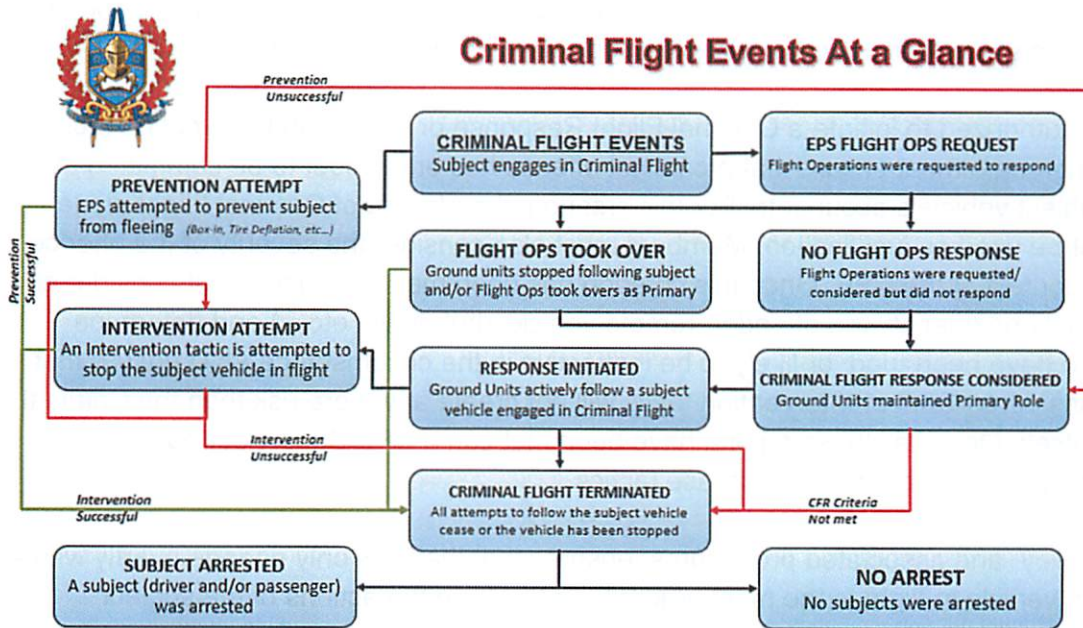 Criminal Flight Events At a Glance
Prevention
Unsuccessful
CRIMINAL FLIGHT EVENTS
Subject engages in Criminal Flight
EPS FLIGHT OPS REQUEST
Flight Operations were requested to respond
PREVENTION ATTEMPT
EPS attempted to prevent subject
from fleeing (Box-in, Tire Deflation, etc...)
FLIGHT OPS TOOK OVER
Ground units stopped following subject
and/or Flight Ops took overs as Primary
NO FLIGHT OPS RESPONSE
Flight Operations were requested/
considered but did not respond
Prevention
Successful
INTERVENTION ATTEMPT
An Intervention tactic is attempted to
stop the subject vehicle in flight
RESPONSE INITIATED
Ground Units actively follow a subject
vehicle engaged in Criminal Flight
CRIMINAL FLIGHT RESPONSE CONSIDERED
Ground Units maintained Primary Role
Intervention
Unsuccessful
Intervention
Successful
CRIMINAL FLIGHT TERMINATED
All attempts to follow the subject vehicle
cease or the vehicle has been stopped
CFR Criteria
Not met
SUBJECT ARRESTED
A subject (driver and/or passenger)
was arrested
NO ARREST
No subjects were arrested